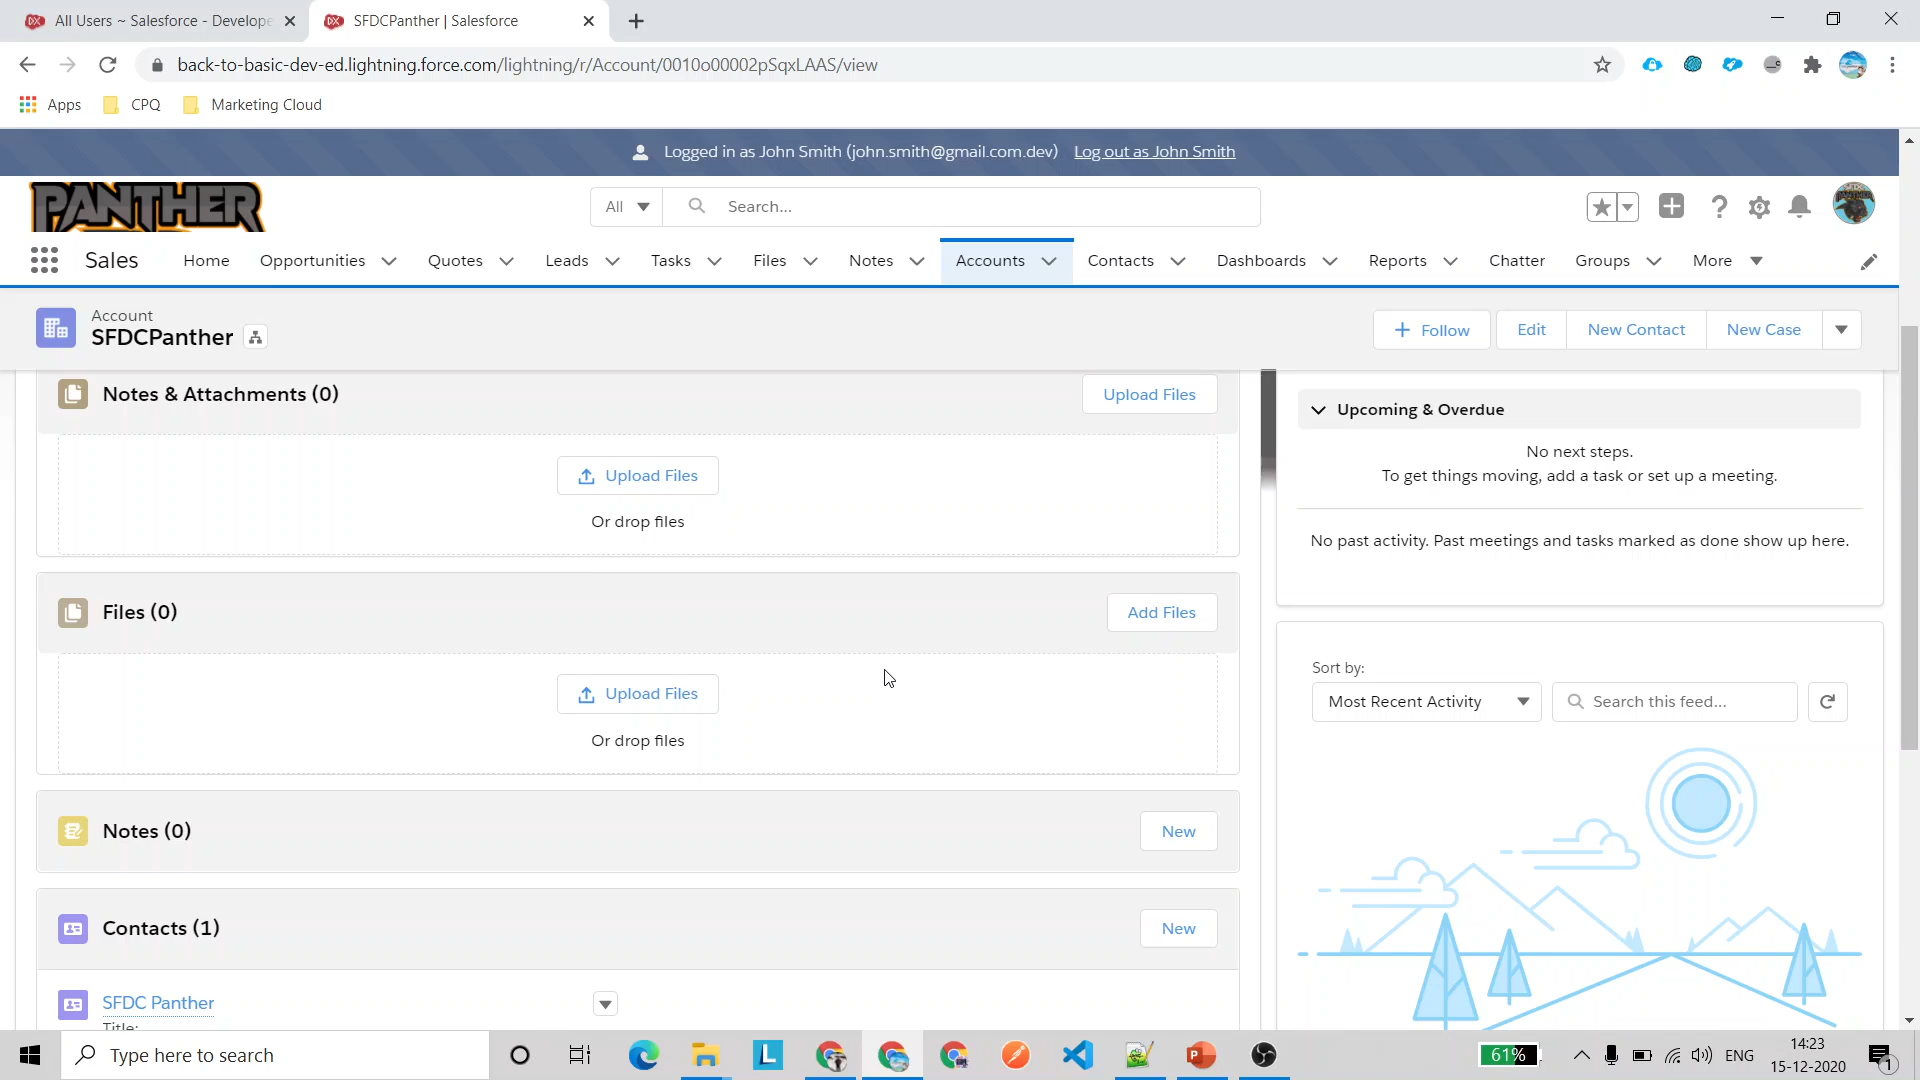 All Users ~ Salesforce - Develope
SFDCPanther | Salesforce
back-to-basic-dev-ed.lightning.force.com/lightning/r/Account/0010o00002pSqxLAAS/view
Apps
CPQ
Marketing Cloud
Logged in as John Smith (john.smith@gmail.com.dev)
Log out as John Smith
PANTHER
All
Search...
Sales
Home
Opportunities
Quotes
Leads
Tasks
Files
Notes
Accounts
Contacts
Dashboards
Reports
Chatter
Groups
More
Account
SFDCPanther
Follow
Edit
New Contact
New Case
Notes & Attachments (0)
Upload Files
Upload Files
Or drop files
Files (0)
Add Files
Upload Files
Or drop files
Notes (0)
New
Contacts (1)
New
SFDC Panther
Title:
Upcoming & Overdue
No next steps.
To get things moving, add a task or set up a meeting.
No past activity. Past meetings and tasks marked as done show up here.
Sort by:
Most Recent Activity
Search this feed...
Type here to search
61%
ENG
14:23
15-12-2020
1